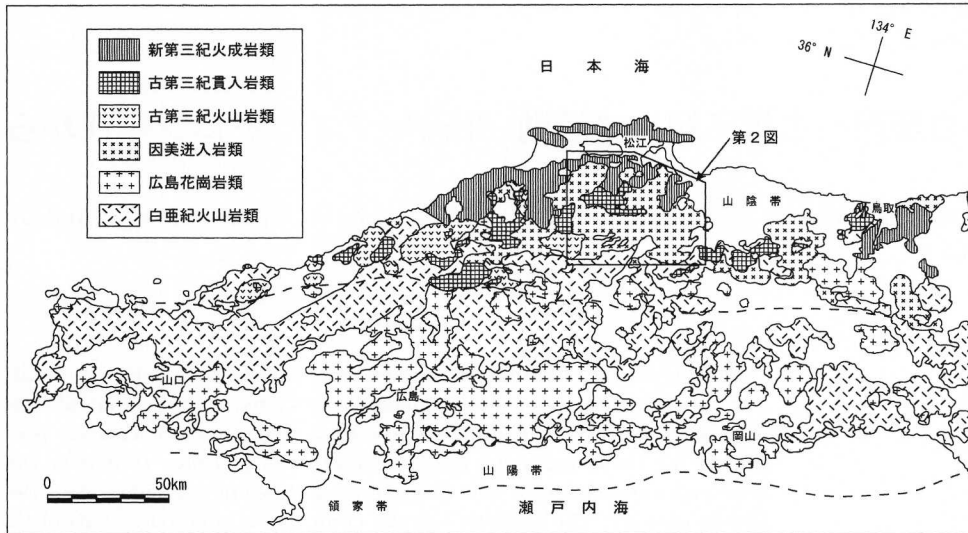 新第三紀火成岩類
古第三紀貫入岩類
古第三紀火山岩類
因美迸入岩類
広島花崗岩類
白亜紀火山岩類
日本海
36° N
134° E
松江
第2図
山陰帯
鳥取
山口
広島
岡山
山陽帯
0
50km
領家帯
瀬戸内海